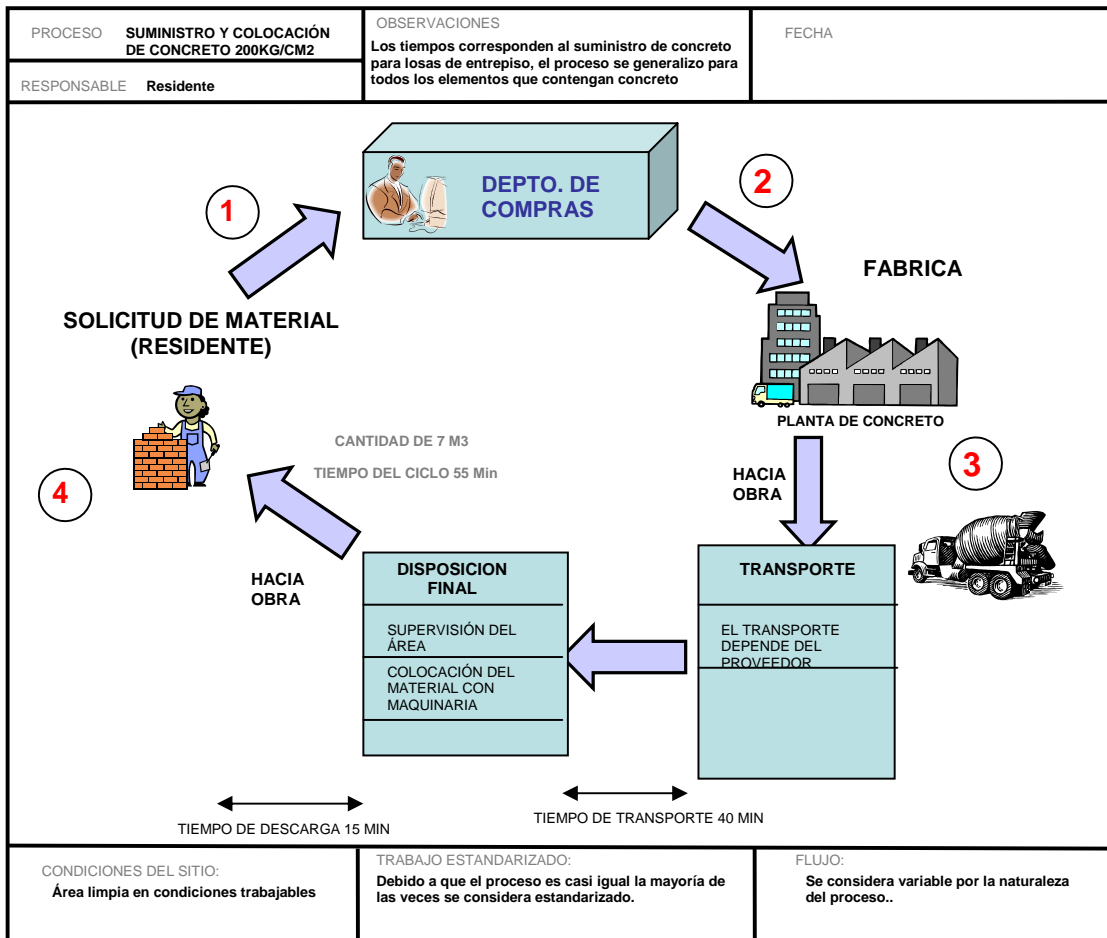 PROCESO SUMINISTRO Y COLOCACIÓN
DE CONCRETO 200KG/CM2
RESPONSABLE Residente
OBSERVACIONES
Los tiempos corresponden al suministro de concreto
para losas de entrepiso, el proceso se generalizo para
todos los elementos que contengan concreto
FECHA
1
DEPTO. DE
COMPRAS
2
FABRICA
SOLICITUD DE MATERIAL
(RESIDENTE)
PLANTA DE CONCRETO
CANTIDAD DE 7 M3
TIEMPO DEL CICLO 55 Min
HACIA
OBRA
3
4
HACIA
OBRA
DISPOSICION
FINAL
SUPERVISIÓN DEL
ÁREA
COLOCACIÓN DEL
MATERIAL CON
MAQUINARIA
TRANSPORTE
EL TRANSPORTE
DEPENDE DEL
PROVEEDOR
TIEMPO DE DESCARGA 15 MIN
TIEMPO DE TRANSPORTE 40 MIN
CONDICIONES DEL SITIO:
Área limpia en condiciones trabajables
TRABAJO ESTANDARIZADO:
Debido a que el proceso es casi igual la mayoría de
las veces se considera estandarizado.
FLUJO:
Se considera variable por la naturaleza
del proceso..